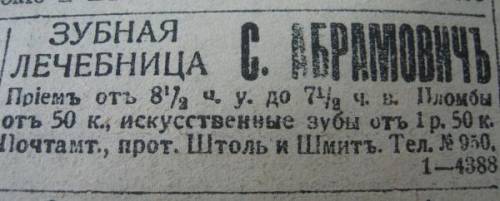 ЗУБНАЯ
ЛЕЧЕБНИЦА С. АБРАМОВИЧЪ
Пріемъ отъ 8½ ч. у. до 7½ ч. в. Пломбы
отъ 50 к., искусственные зубы отъ 1 р. 50 к.
Почтамт., прот. Штоль и Шмитъ. Тел. № 950.
1—4388